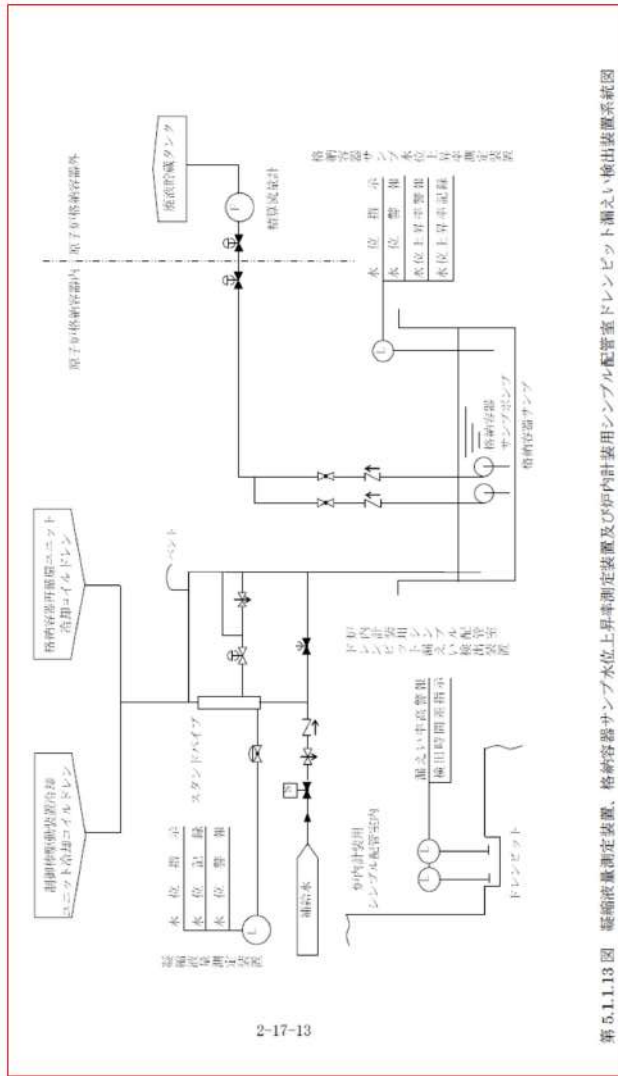 制御棒駆動装置冷却
ユニット冷却コイルドレン
格納容器再循環ユニット
冷却コイルドレン
ベント
スタンドパイプ
凝縮液量測定装置
水位指示
水位記録
水位警報
L
補給水
S
原子炉格納容器内
原子炉格納容器外
廃液貯蔵タンク
F
積算流量計
格納容器サンプ水位上昇率測定装置
水位指示
水位警報
水位上昇率警報
水位上昇率記録
L
格納容器
サンプポンプ
格納容器サンプ
炉内計装用シンブル配管室
ドレンピット漏えい検出装置
漏えい率高警報
検出時間差指示
L
L
炉内計装用
シンブル配管室内
ドレンピット
第 5.1.1.13 図 凝縮液量測定装置、格納容器サンプ水位上昇率測定装置及び炉内計装用シンブル配管室ドレンピット漏えい検出装置系統図
2-17-13